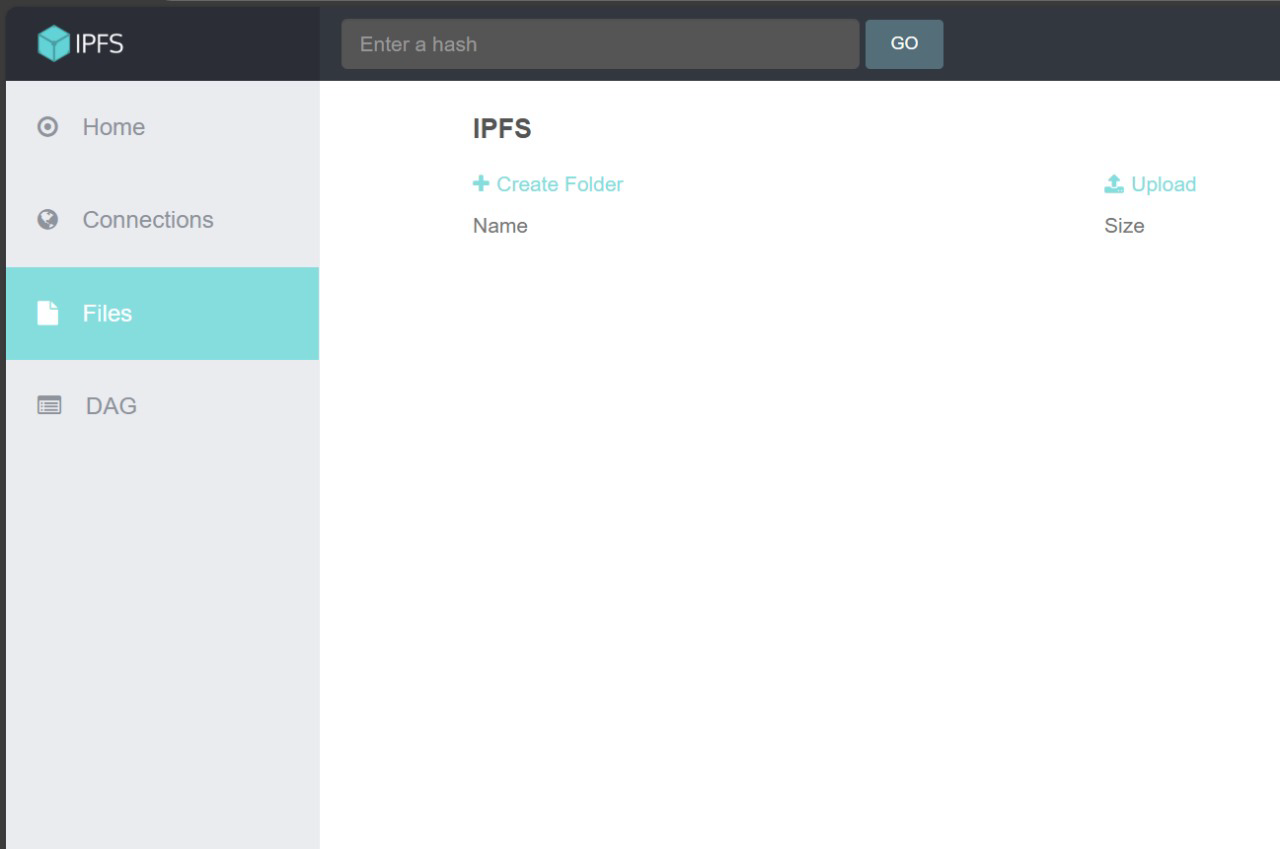 IPFS
Enter a hash
GO
Home
Connections
Files
DAG
IPFS
Create Folder
Upload
Name
Size